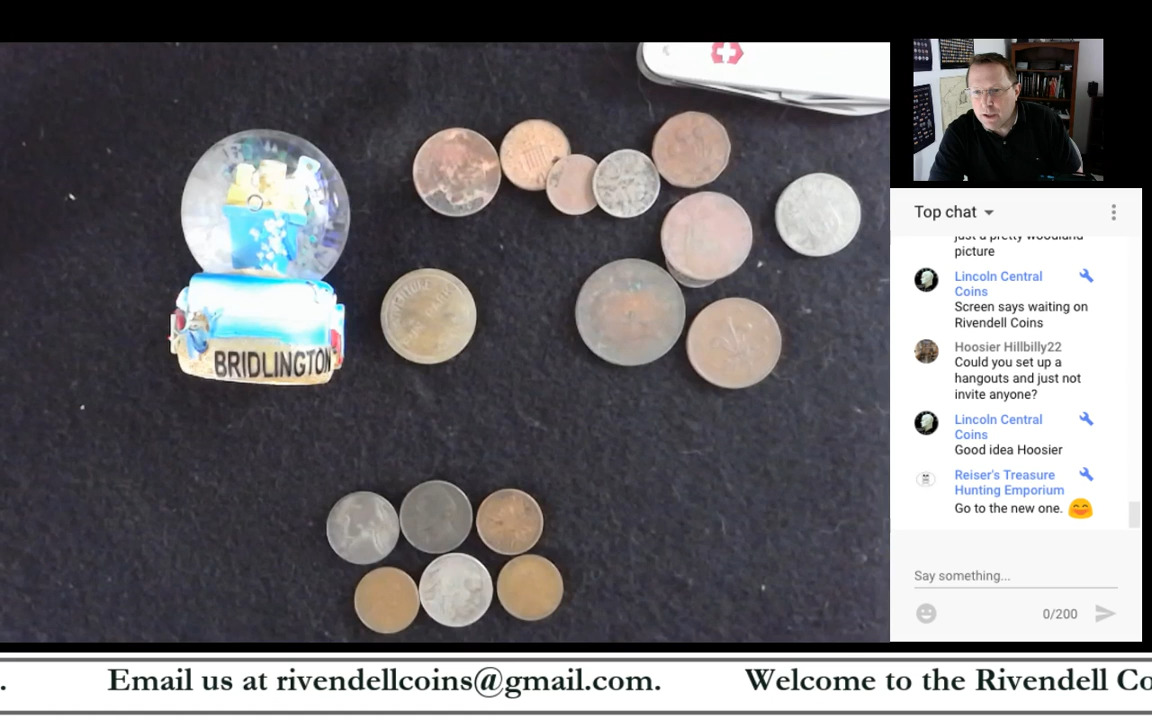 BRIDLINGTON
Top chat
just a pretty woodland
picture
Lincoln Central
Coins
Screen says waiting on
Rivendell Coins
Hoosier Hillbilly22
Could you set up a
hangouts and just not
invite anyone?
Lincoln Central
Coins
Good idea Hoosier
Reiser's Treasure
Hunting Emporium
Go to the new one.
Say something...
0/200
. Email us at rivendellcoins@gmail.com. Welcome to the Rivendell Co